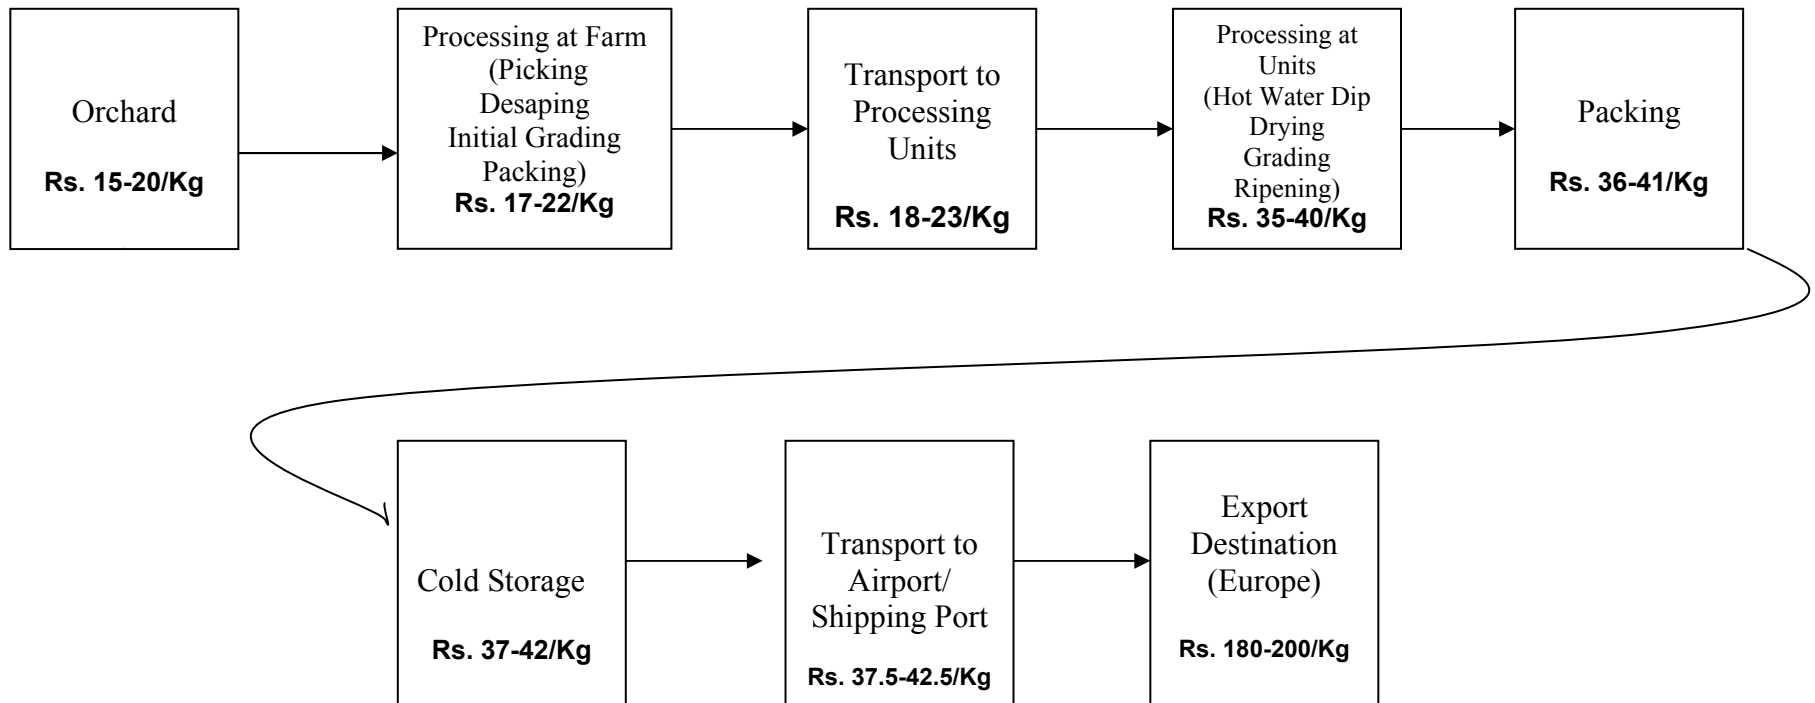 Orchard
Rs. 15-20/Kg
Processing at Farm
(Picking
Desaping
Initial Grading
Packing)
Rs. 17-22/Kg
Transport to
Processing
Units
Rs. 18-23/Kg
Processing at
Units
(Hot Water Dip
Drying
Grading
Ripening)
Rs. 35-40/Kg
Packing
Rs. 36-41/Kg
Cold Storage
Rs. 37-42/Kg
Transport to
Airport/
Shipping Port
Rs. 37.5-42.5/Kg
Export
Destination
(Europe)
Rs. 180-200/Kg